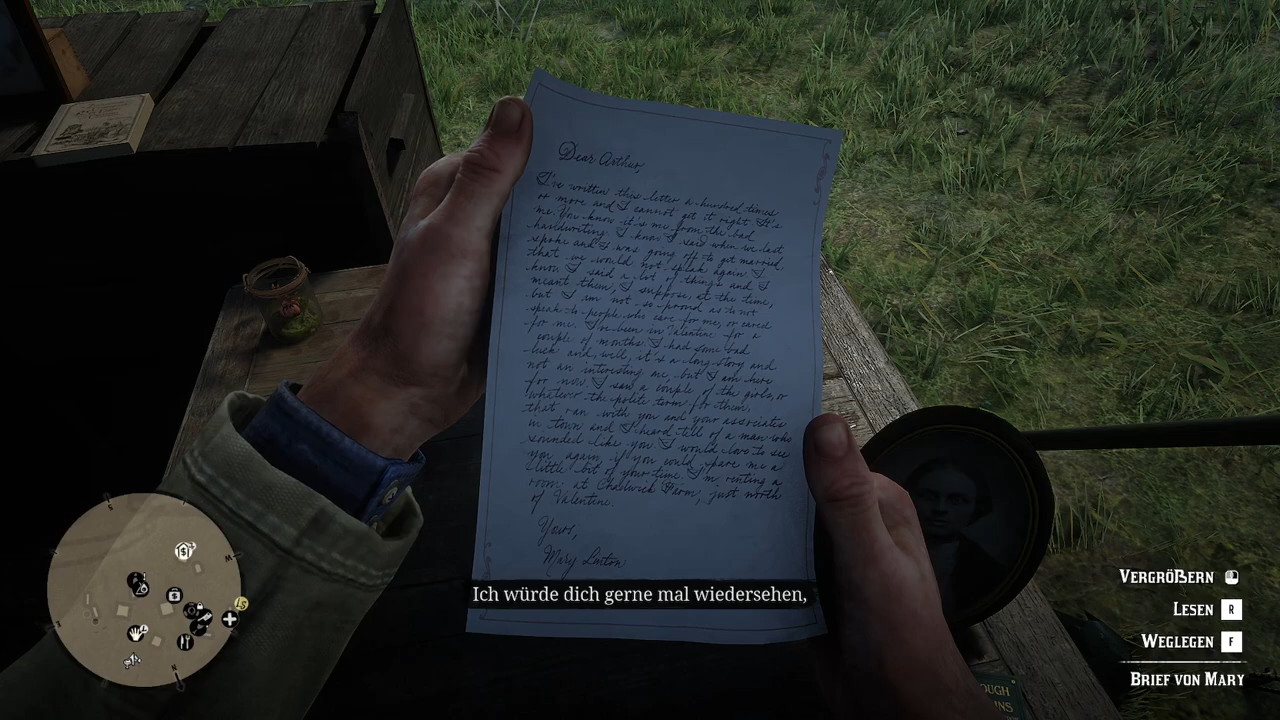 Dear Arthur,
I've written this letter a hundred times
or more and I cannot get it right. It's
me. You know it's me from the bad
handwriting. I know I said when we last
spoke and I was going off to get married,
that we would not speak again. I
know I said a lot of things and I
meant them, I suppose, at the time,
but I am not so proud as to not
speak to people who care for me, or cared
for me. I've been in Valentine for a
couple of months. I had some bad
luck and, well, it's a long story and
not an interesting one, but I am here
for now. I saw a couple of the girls, or
whatever the polite term for them,
that ran with you and your associates
in town and I heard tell of a man who
sounded like you. I would love to see
you again, if you could spare me a
little bit of your time. I'm renting a
room at Chadwick Farm, just north
of Valentine.
Yours,
Mary Linton
Ich würde dich gerne mal wiedersehen,
VERGRÖẞERN
LESEN R
WEGLEGEN F
BRIEF VON MARY